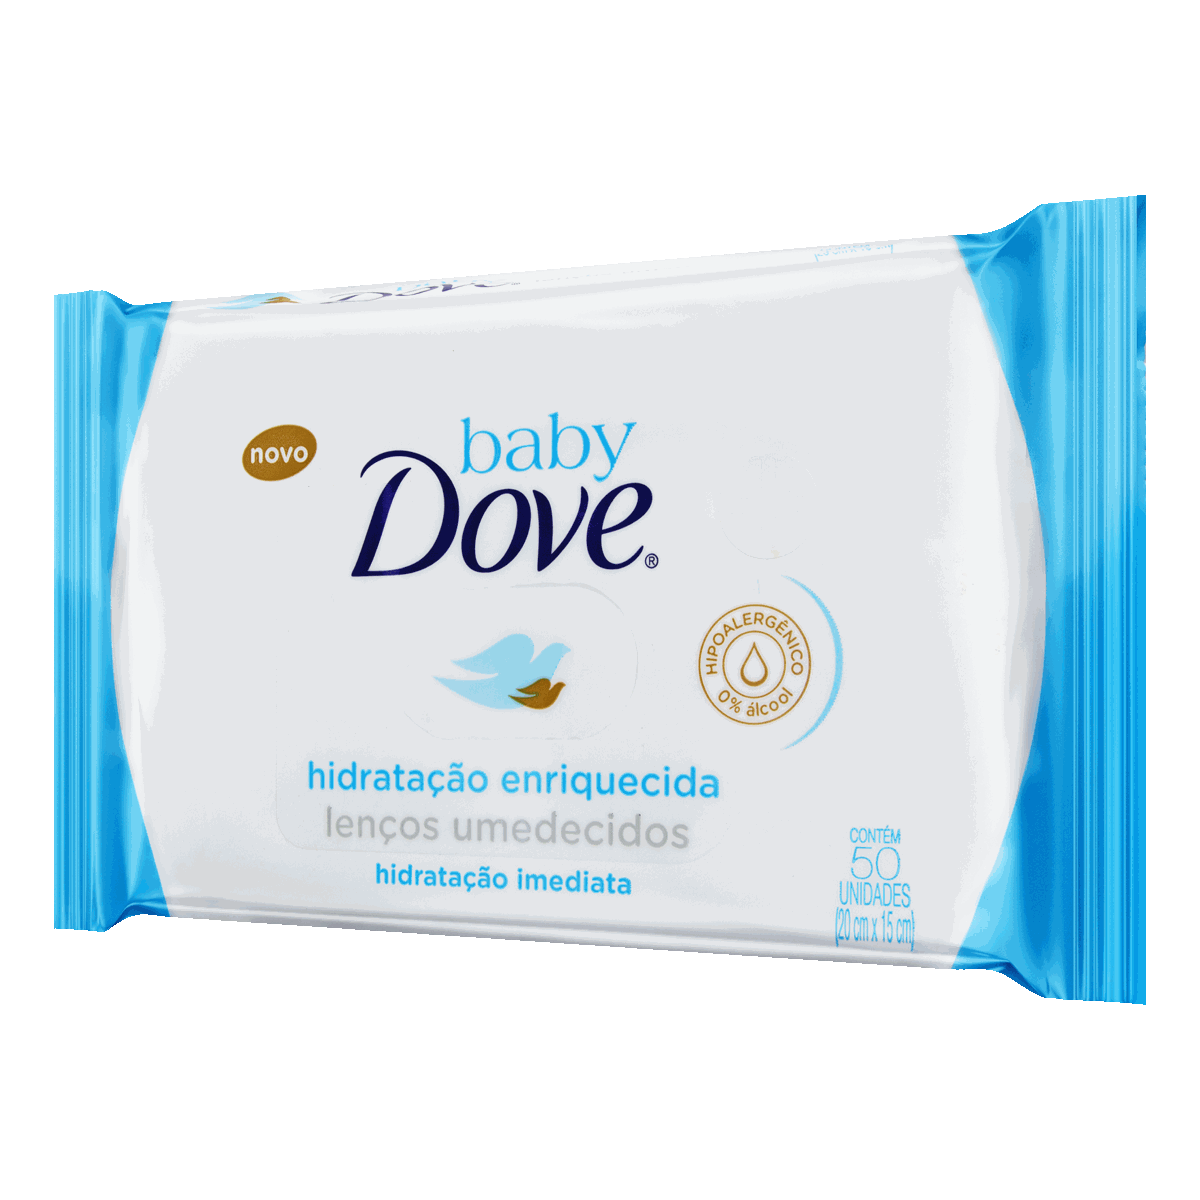 novo
baby
Dove®
HIPOALERGÊNICO
0% álcool
hidratação enriquecida
lenços umedecidos
hidratação imediata
CONTÉM
50
UNIDADES
(20 cm x 15 cm)
Dove